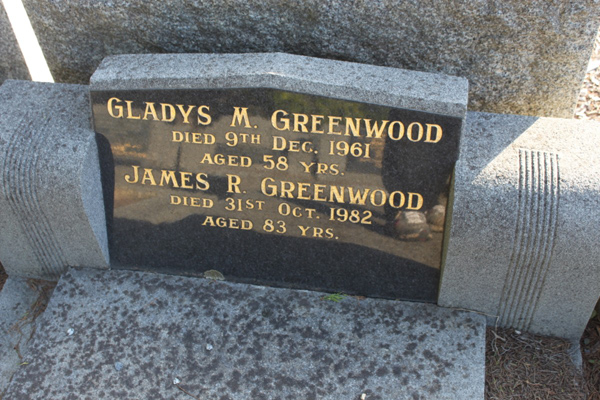 Gladys M. Greenwood
died 9th Dec. 1961
aged 58 yrs.
James R. Greenwood
died 31st Oct. 1982
aged 83 yrs.